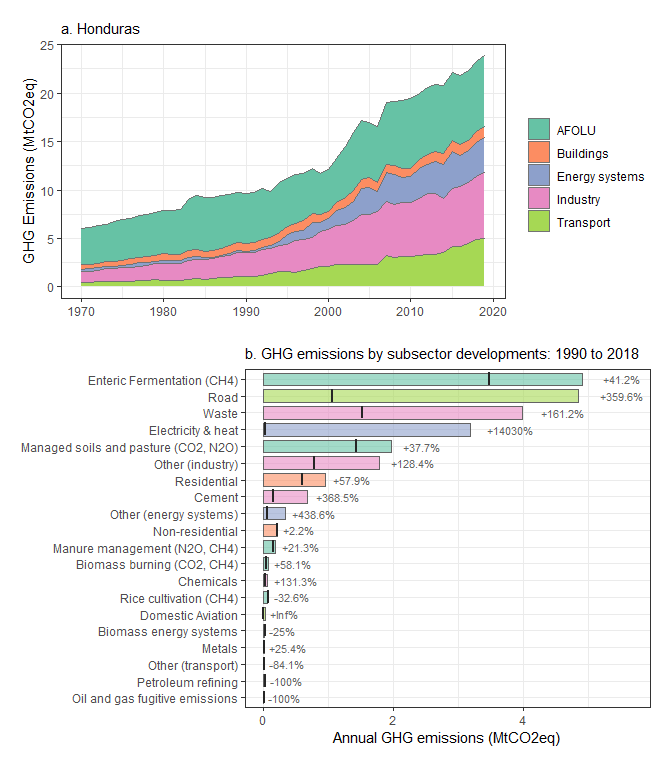 a. Honduras
GHG Emissions (MtCO2eq)
25
20
15
10
5
0
1970
1980
1990
2000
2010
2020
AFOLU
Buildings
Energy systems
Industry
Transport
b. GHG emissions by subsector developments: 1990 to 2018
Enteric Fermentation (CH4) +41.2%
Road +359.6%
Waste +161.2%
Electricity & heat +14030%
Managed soils and pasture (CO2, N2O) +37.7%
Other (industry) +128.4%
Residential +57.9%
Cement +368.5%
Other (energy systems) +438.6%
Non-residential +2.2%
Manure management (N2O, CH4) +21.3%
Biomass burning (CO2, CH4) +58.1%
Chemicals +131.3%
Rice cultivation (CH4) -32.6%
Domestic Aviation +Inf%
Biomass energy systems -25%
Metals +25.4%
Other (transport) -84.1%
Petroleum refining -100%
Oil and gas fugitive emissions -100%
0
2
4
Annual GHG emissions (MtCO2eq)